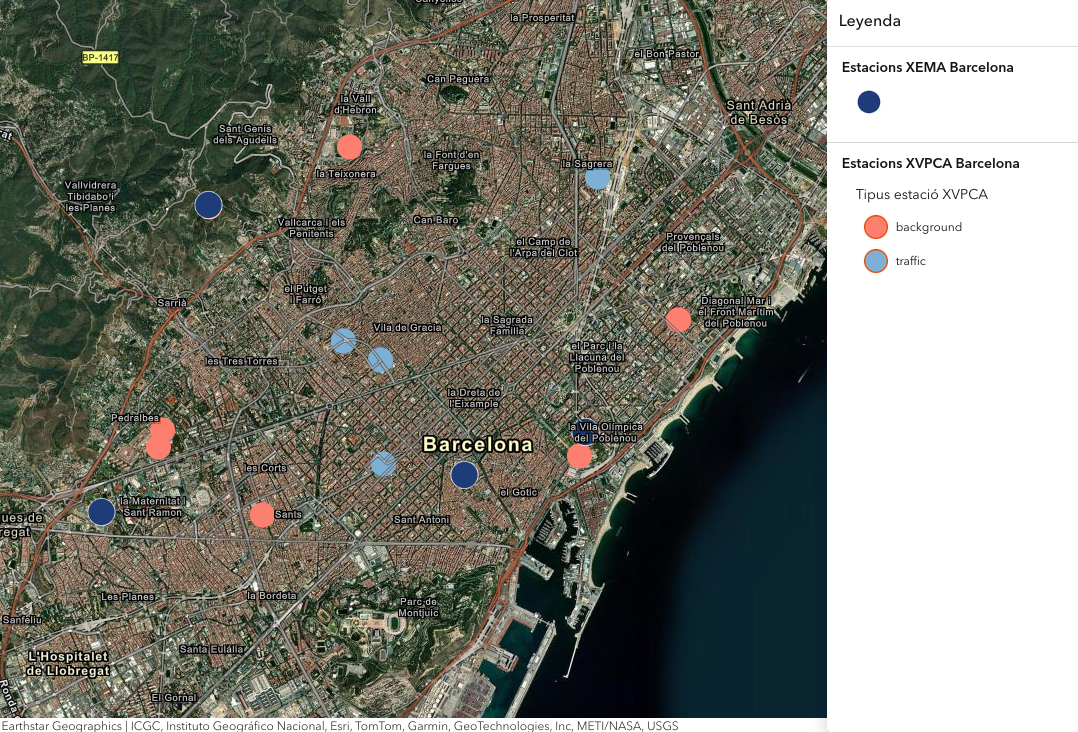 la Prosperitat
el Bon Pastor
BP-1417
Can Peguera
la Vall
d'Hebron
Sant Adrià
de Besòs
Sant Genís
dels Agudells
la Font d'en
Fargues
la Sagrera
la Teixonera
Vallvidrera
Tibidabo i
les Planes
Vallcarca i els
Penitents
Can Baro
el Camp de
l'Arpa del Clot
Provençals
del Poblenou
el Putget
i Farró
Sarrià
Diagonal Mar i
el Front Marítim
del Poblenou
Vila de Gracia
la Sagrada
Família
les Tres Torres
el Parc i la
Llacuna del
Poblenou
la Dreta de
l'Eixample
Pedralbes
la Vila Olímpica
del Poblenou
Barcelona
les Corts
la Maternitat i
Sant Ramon
el Gotic
ues de
regat
Sants
Sant Antoni
Les Planes
la Bordeta
Parc de
Montjuic
Sanfeliu
Santa Eulàlia
L'Hospitalet
de Llobregat
El Gornal
Ronda
Earthstar Geographics | ICGC, Instituto Geográfico Nacional, Esri, TomTom, Garmin, GeoTechnologies, Inc, METI/NASA, USGS
Leyenda
Estacions XEMA Barcelona
Estacions XVPCA Barcelona
Tipus estació XVPCA
background
traffic